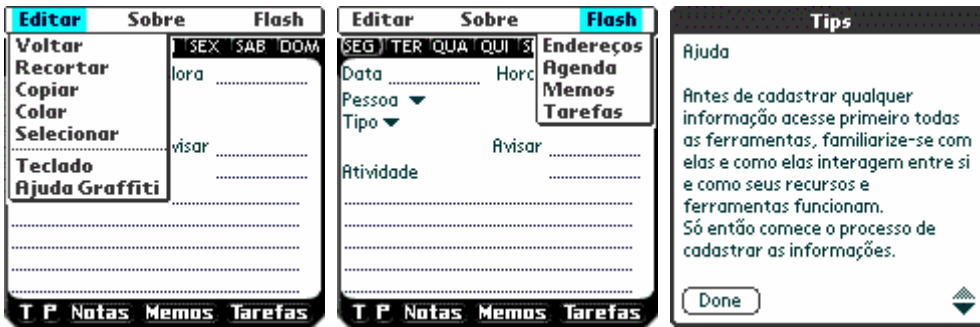 Editar Sobre Flash
Voltar
Recortar
Copiar
Colar
Selecionar
Teclado
Ajuda Graffiti
SEX SAB DOM
lora
visar
T P Notas Memos Tarefas
Editar Sobre Flash
Endereços
Agenda
Memos
Tarefas
SEG TER QUA QUI S
Data Hora
Pessoa
Tipo
Avisar
Atividade
T P Notas Memos Tarefas
Tips
Ajuda
Antes de cadastrar qualquer
informação acesse primeiro todas
as ferramentas, familiarize-se com
elas e como elas interagem entre si
e como seus recursos e
ferramentas funcionam.
Só então comece o processo de
cadastrar as informações.
Done